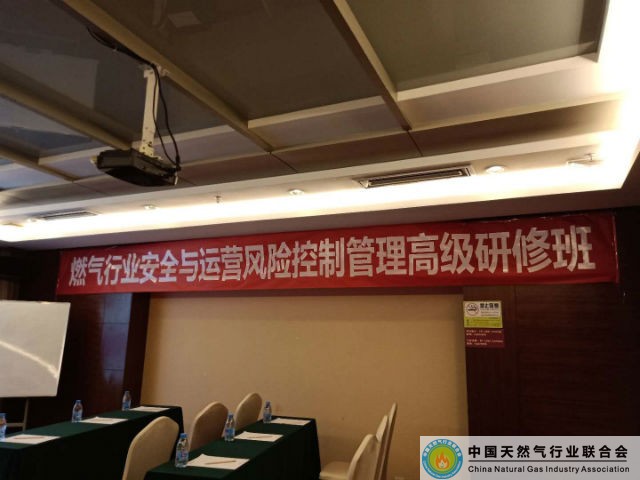 燃气行业安全与运营风险控制管理高级研修班
禁止吸烟
中国天然气行业联合会
China Natural Gas Industry Association